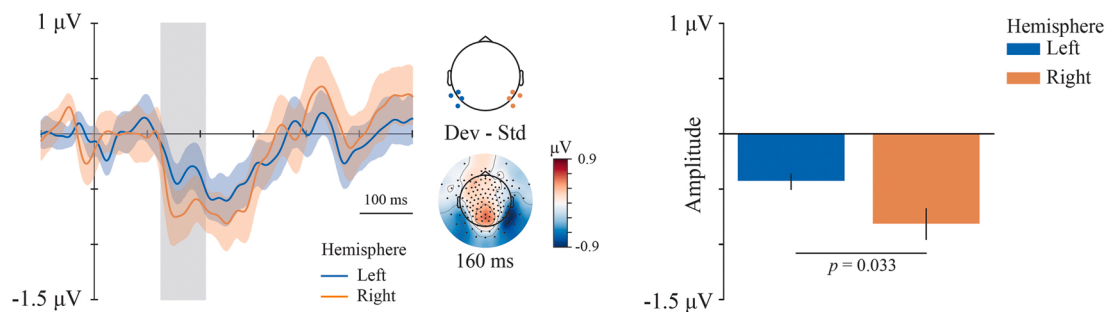 1 µV
-1.5 µV
100 ms
Hemisphere
Left
Right
Dev - Std
µV
0.9
-0.9
160 ms
1 µV
Amplitude
-1.5 µV
p = 0.033
Hemisphere
Left
Right